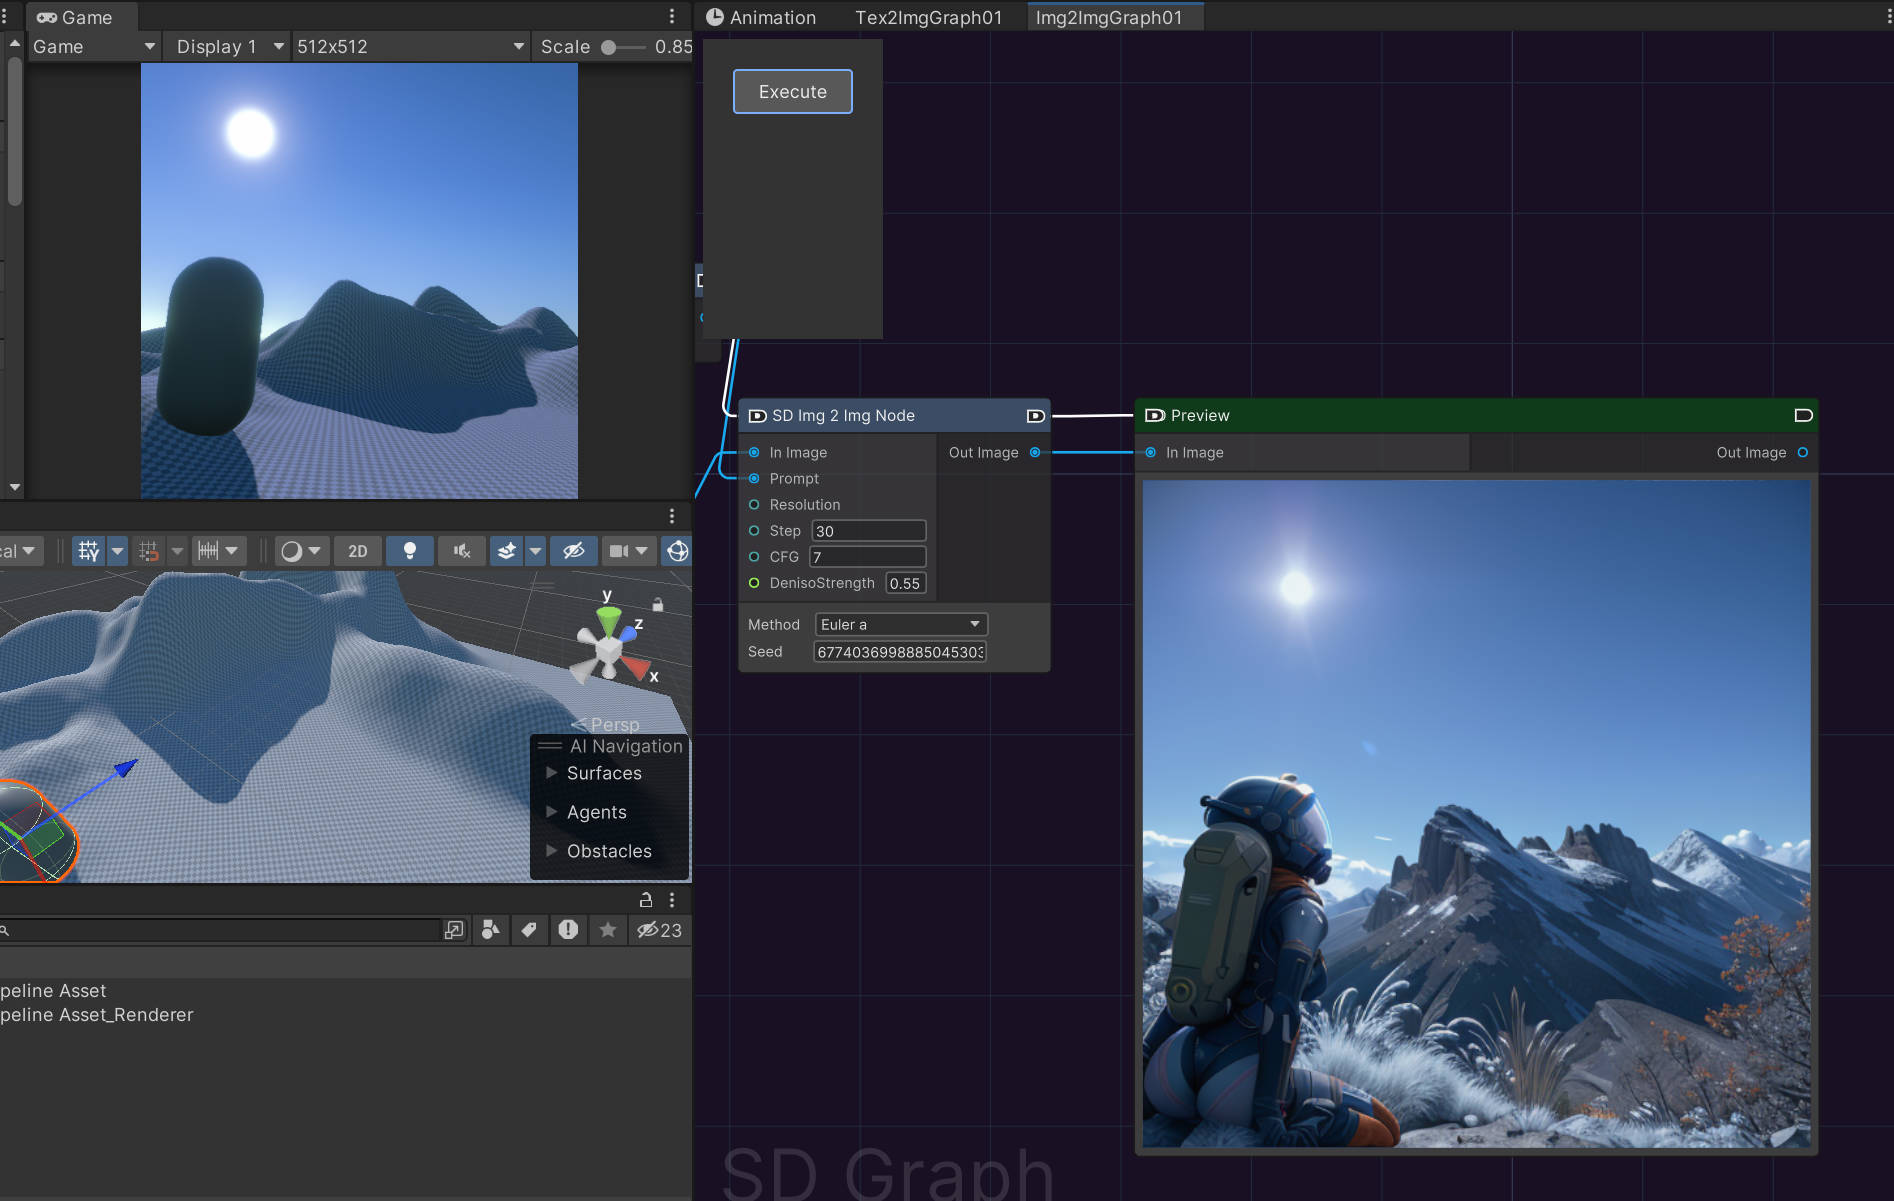 Game
Game
Display 1
512x512
Scale
0.85
2D
y
z
x
Persp
AI Navigation
Surfaces
Agents
Obstacles
23
peline Asset
peline Asset_Renderer
Animation
Tex2ImgGraph01
Img2ImgGraph01
Execute
SD Img 2 Img Node
In Image
Out Image
Prompt
Resolution
Step 30
CFG 7
DenisoStrength 0.55
Method Euler a
Seed 6774036998885045303
Preview
In Image
Out Image
SD Graph